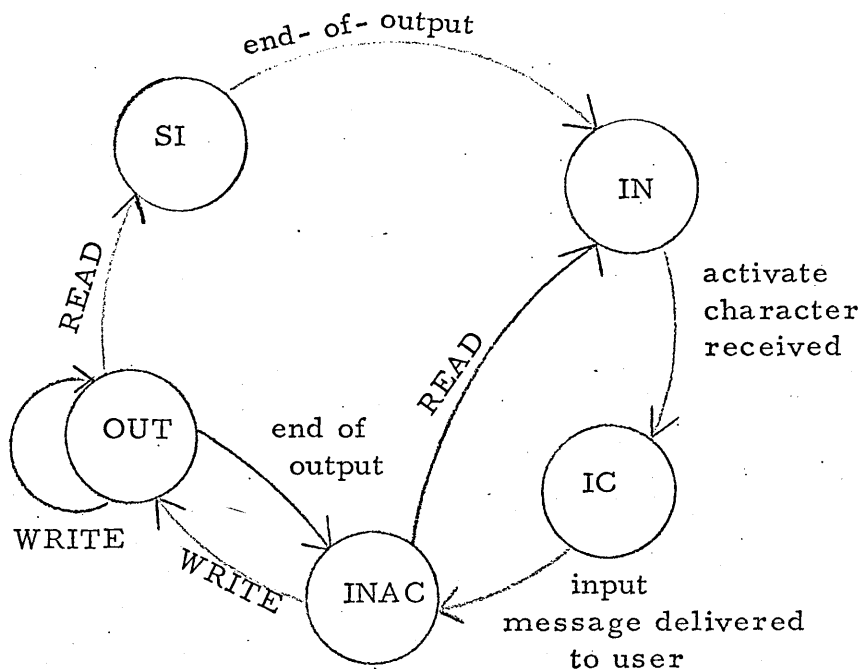 end-of-output
SI
IN
READ
activate
character
received
READ
OUT
end of
output
IC
WRITE
WRITE
INAC
input
message delivered
to user